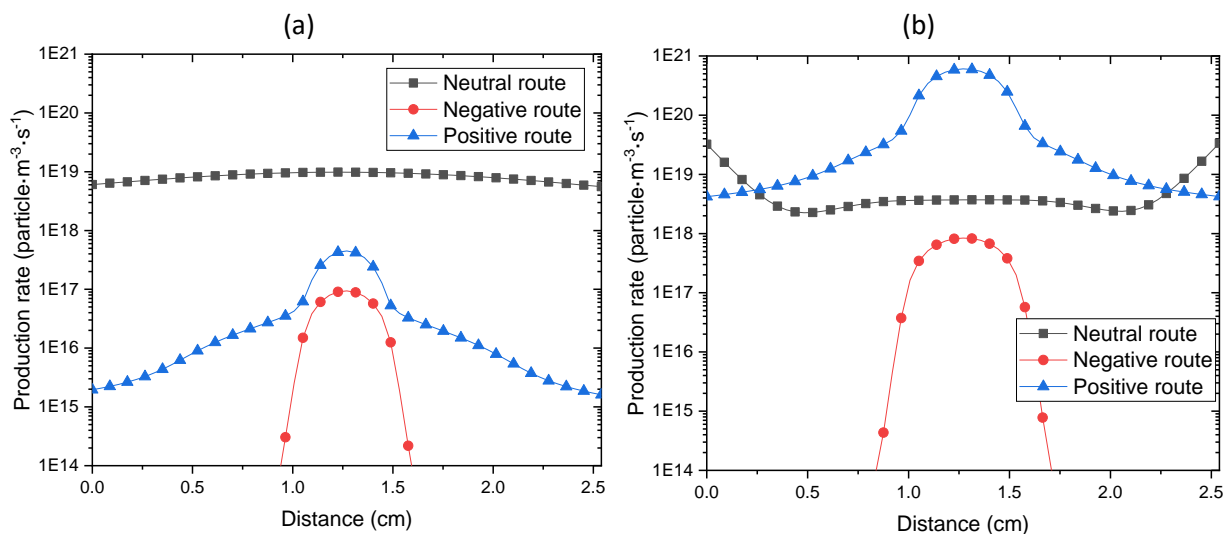 (a)
Production rate (particle·m⁻³·s⁻¹)
1E21
1E20
1E19
1E18
1E17
1E16
1E15
1E14
Neutral route
Negative route
Positive route
0.0 0.5 1.0 1.5 2.0 2.5
Distance (cm)
(b)
Production rate (particle·m⁻³·s⁻¹)
1E21
1E20
1E19
1E18
1E17
1E16
1E15
1E14
Neutral route
Negative route
Positive route
0.0 0.5 1.0 1.5 2.0 2.5
Distance (cm)